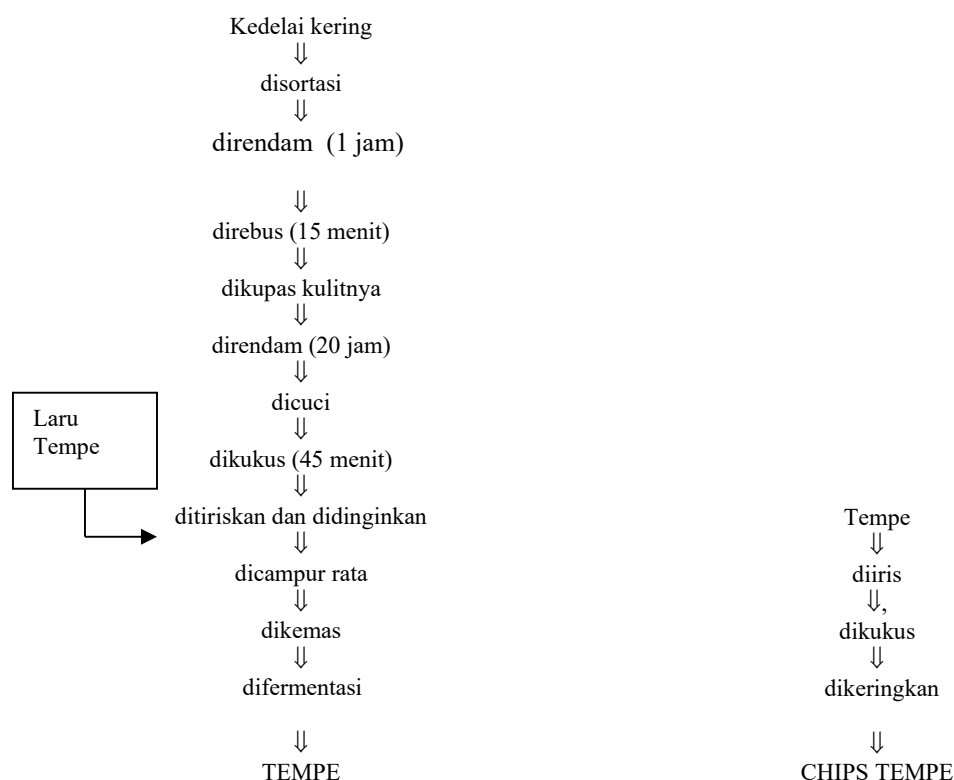 Kedelai kering
⇓
disortasi
⇓
direndam (1 jam)
⇓
direbus (15 menit)
⇓
dikupas kulitnya
⇓
direndam (20 jam)
⇓
dicuci
⇓
dikukus (45 menit)
⇓
Laru
Tempe
ditiriskan dan didinginkan
⇓
dicampur rata
⇓
dikemas
⇓
difermentasi
⇓
TEMPE
Tempe
⇓
diiris
⇓,
dikukus
⇓
dikeringkan
⇓
CHIPS TEMPE